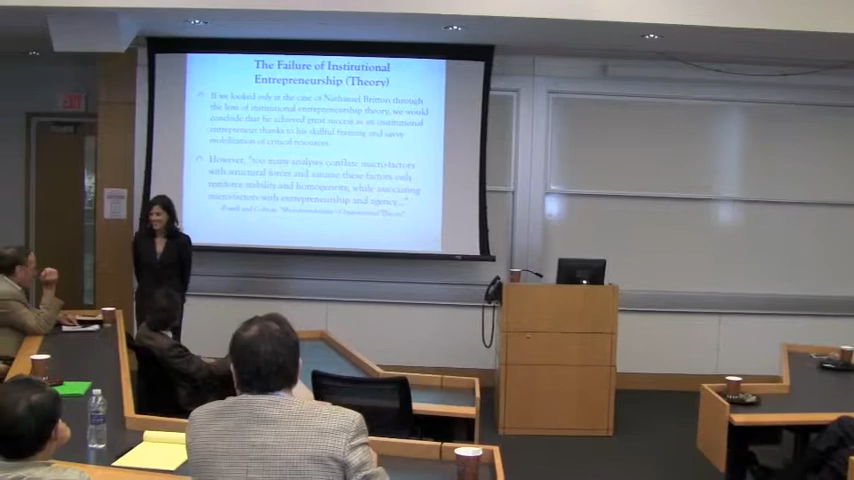 The Failure of Institutional
Entrepreneurship (Theory)
If we looked only at the case of Nathaniel Britton through
the lens of institutional entrepreneurship theory, we would
conclude that he achieved great success as an institutional
entrepreneur thanks to his skillful framing and savvy
mobilization of critical resources.
However, "too many analyses conflate macro-factors
with structural forces and assume these factors only
reinforce stability and homogeneity, while associating
microfactors with entrepreneurship and agency..."
-Powell and Colyvas, "Microfoundations of Institutional Theory"
EXIT